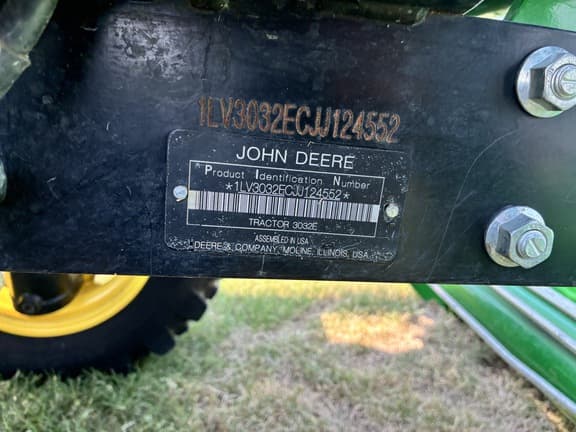 1LV3032ECJJ124552
JOHN DEERE
Product Identification Number
*1LV3032ECJJ124552*
TRACTOR 3032E
ASSEMBLED IN USA
DEERE & COMPANY, MOLINE, ILLINOIS, USA